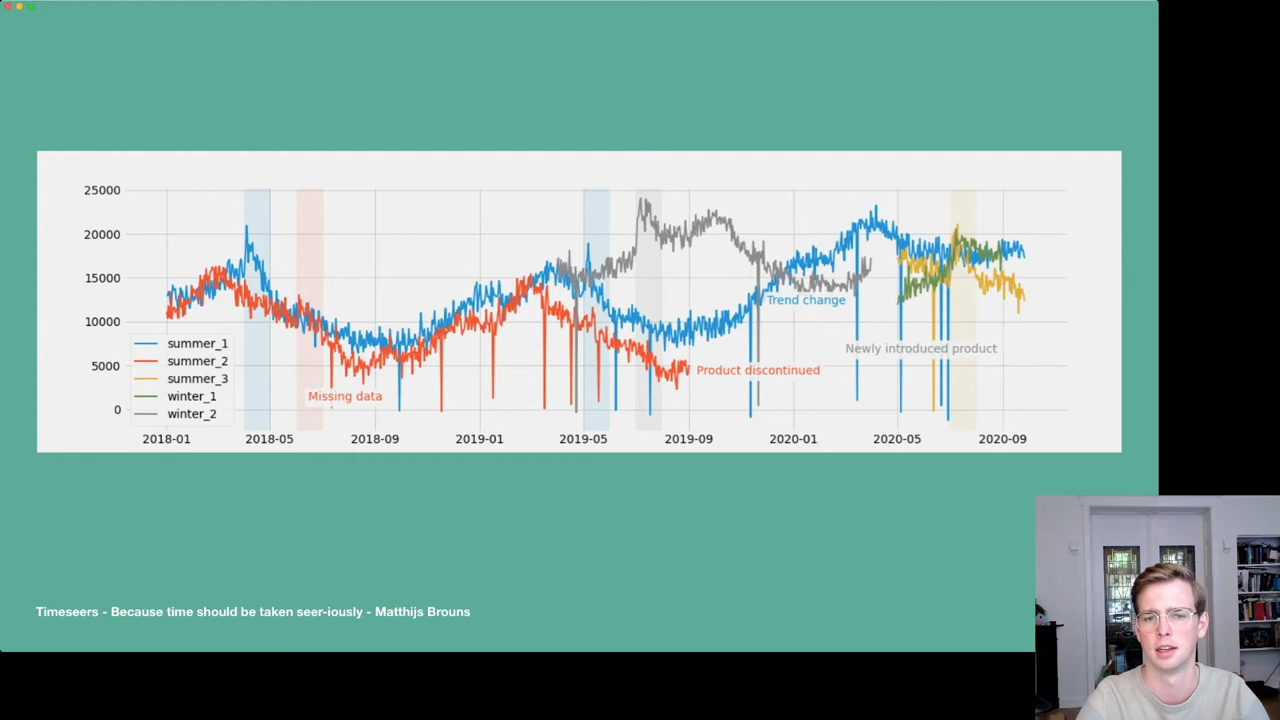 25000
20000
15000
10000
5000
0
summer_1
summer_2
summer_3
winter_1
winter_2
Missing data
Product discontinued
Trend change
Newly introduced product
2018-01
2018-05
2018-09
2019-01
2019-05
2019-09
2020-01
2020-05
2020-09
Timeseers - Because time should be taken seer-iously - Matthijs Brouns